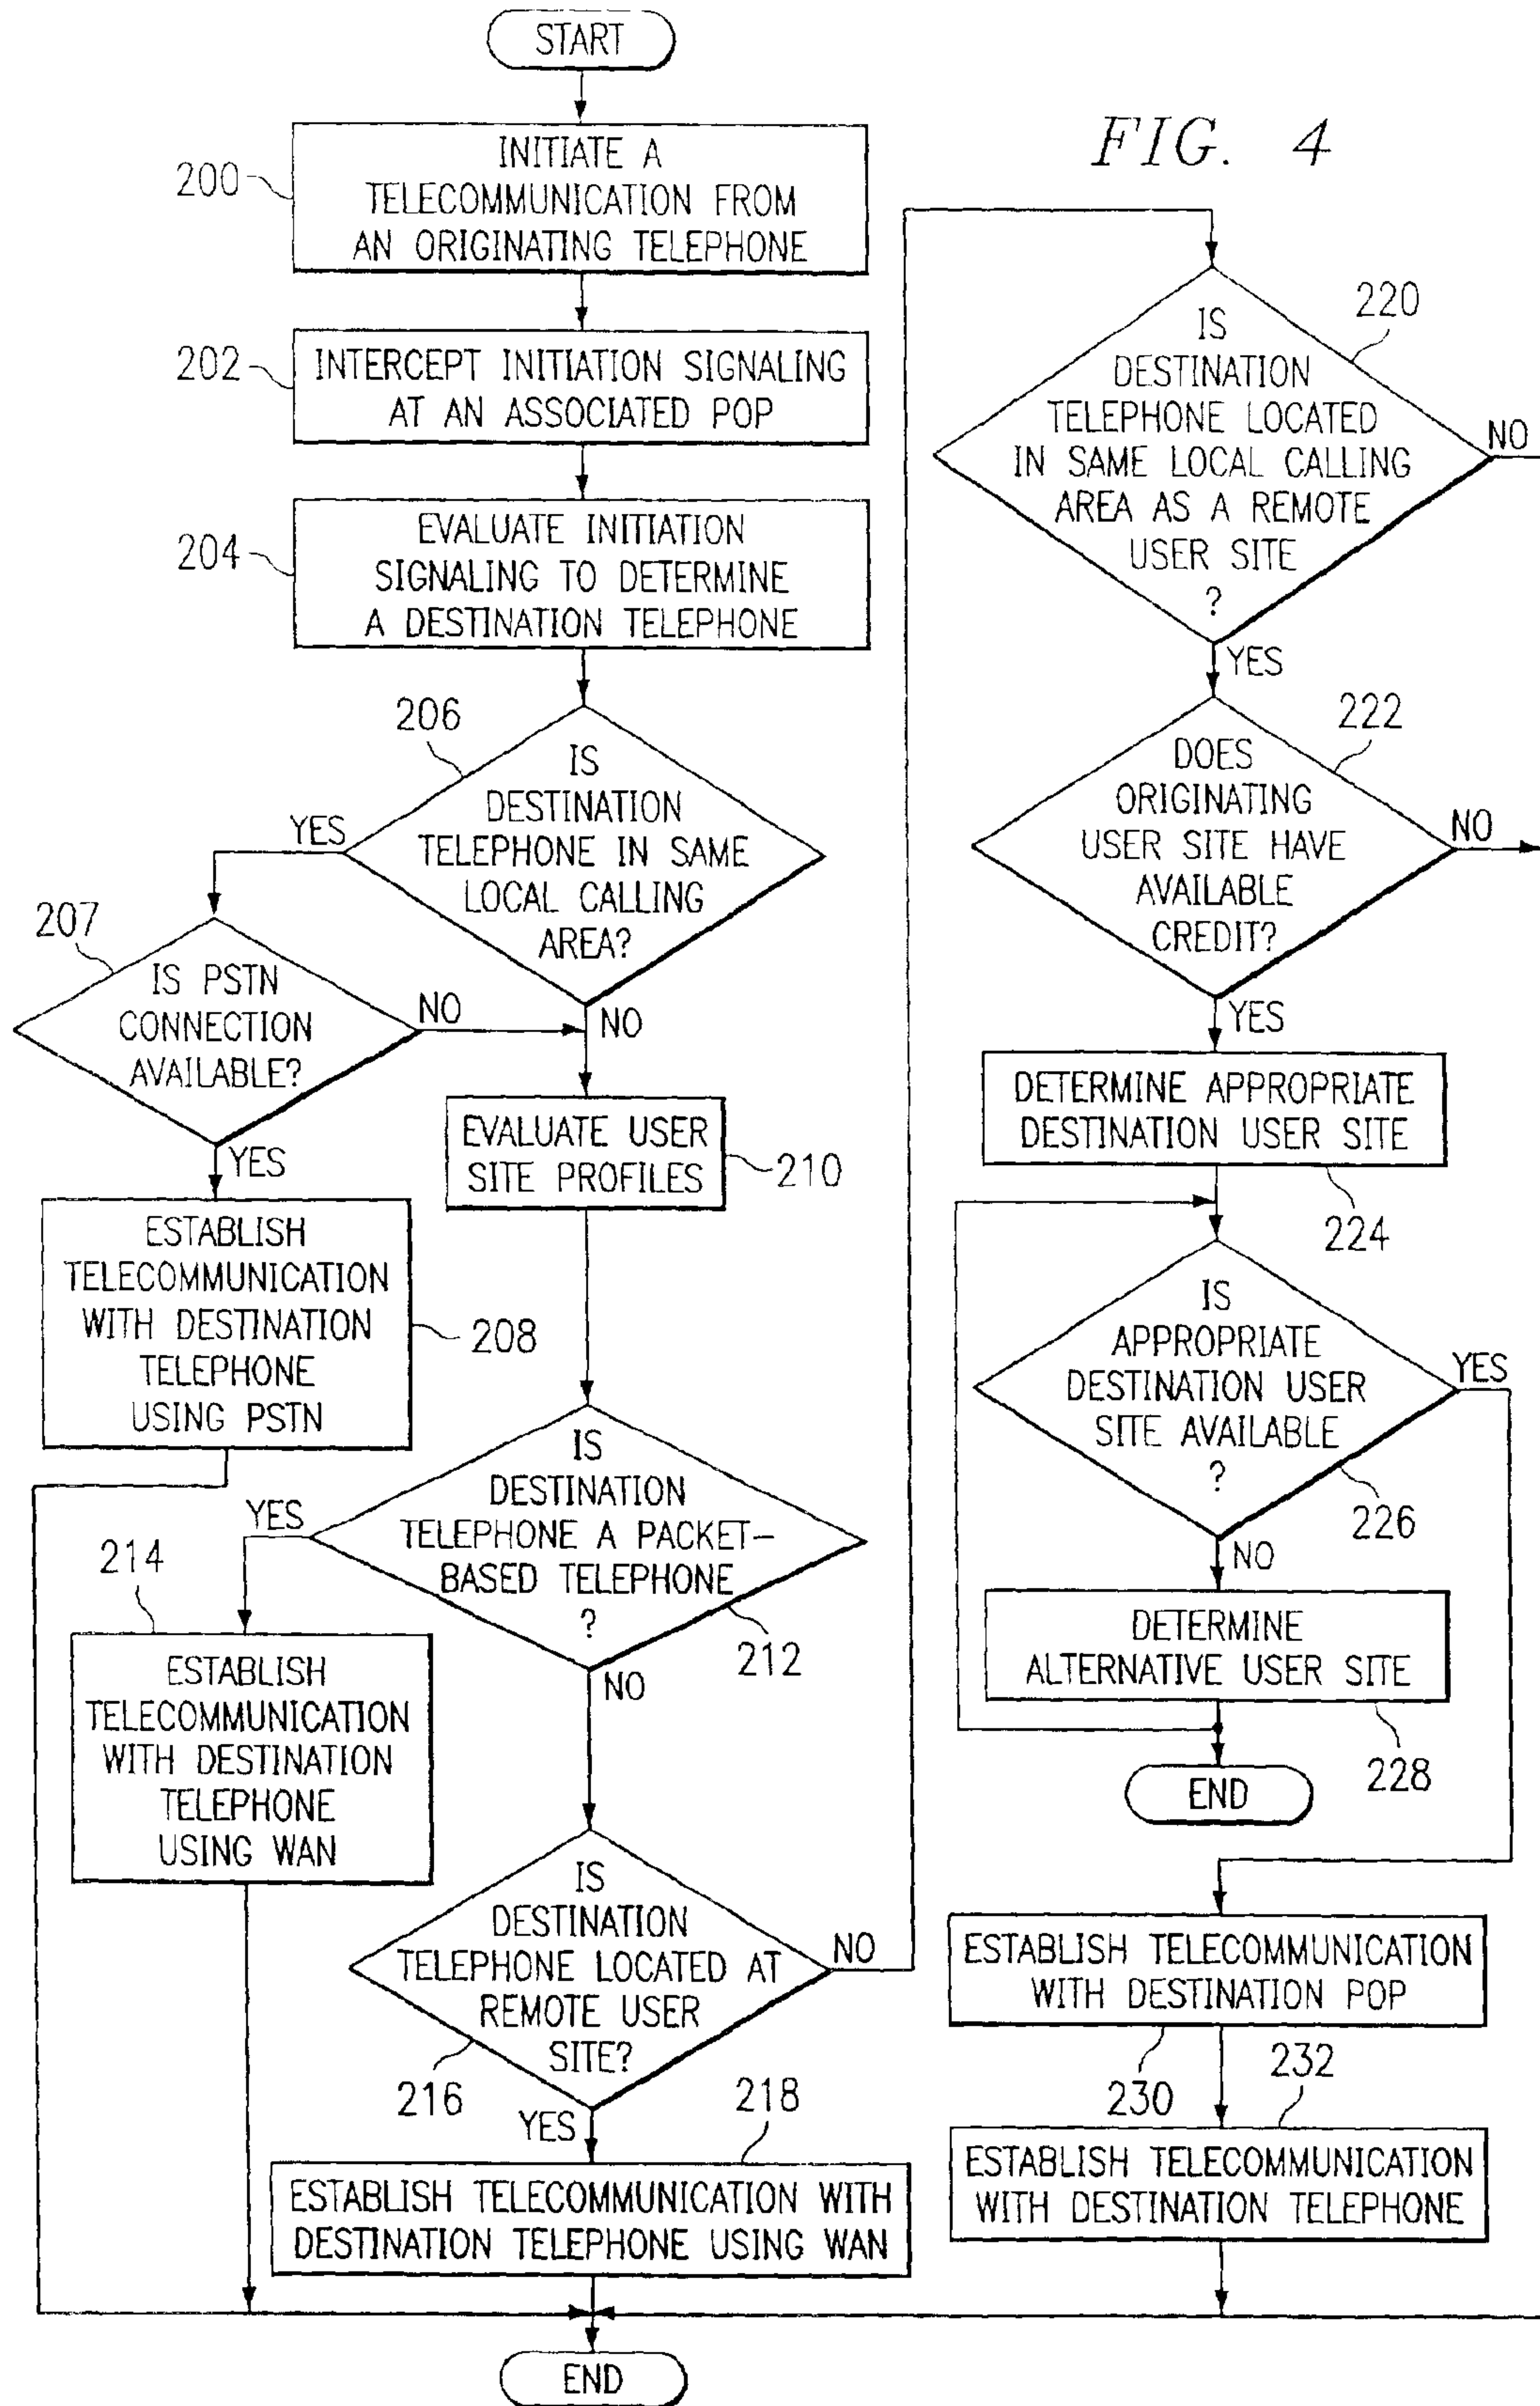 START
FIG. 4
200
INITIATE A
TELECOMMUNICATION FROM
AN ORIGINATING TELEPHONE
202
INTERCEPT INITIATION SIGNALING
AT AN ASSOCIATED POP
204
EVALUATE INITIATION
SIGNALING TO DETERMINE
A DESTINATION TELEPHONE
206
IS
DESTINATION
TELEPHONE IN SAME
LOCAL CALLING
AREA?
YES
NO
207
IS PSTN
CONNECTION
AVAILABLE?
NO
YES
ESTABLISH
TELECOMMUNICATION
WITH DESTINATION
TELEPHONE
USING PSTN
208
EVALUATE USER
SITE PROFILES
210
IS
DESTINATION
TELEPHONE A PACKET-
BASED TELEPHONE
?
212
YES
NO
214
ESTABLISH
TELECOMMUNICATION
WITH DESTINATION
TELEPHONE
USING WAN
IS
DESTINATION
TELEPHONE LOCATED AT
REMOTE USER
SITE?
216
NO
YES
218
ESTABLISH TELECOMMUNICATION WITH
DESTINATION TELEPHONE USING WAN
END
220
IS
DESTINATION
TELEPHONE LOCATED
IN SAME LOCAL CALLING
AREA AS A REMOTE
USER SITE
?
NO
YES
222
DOES
ORIGINATING
USER SITE HAVE
AVAILABLE
CREDIT?
NO
YES
DETERMINE APPROPRIATE
DESTINATION USER SITE
224
IS
APPROPRIATE
DESTINATION USER
SITE AVAILABLE
?
YES
226
NO
DETERMINE
ALTERNATIVE USER SITE
228
END
ESTABLISH TELECOMMUNICATION
WITH DESTINATION POP
230
232
ESTABLISH TELECOMMUNICATION
WITH DESTINATION TELEPHONE